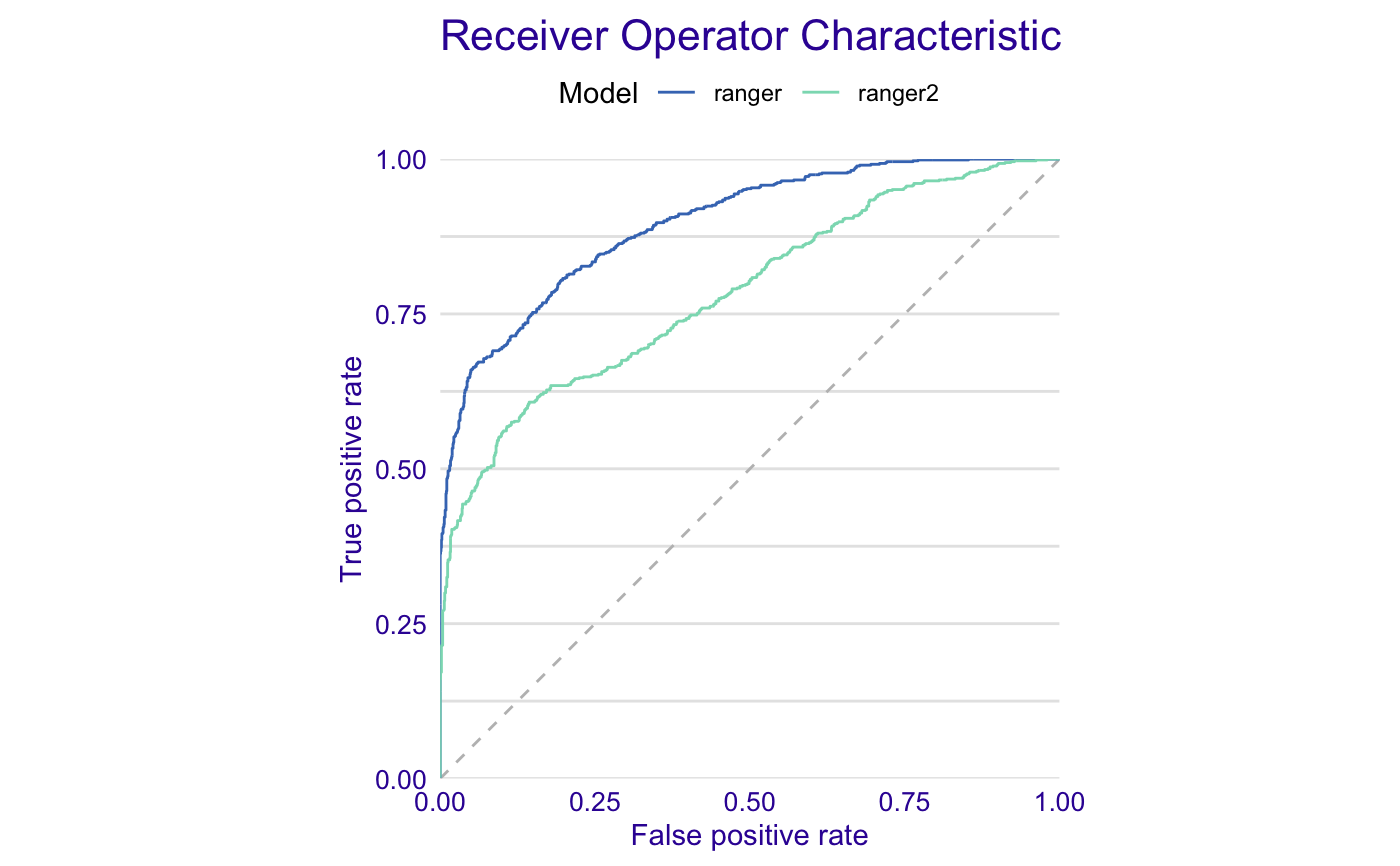 Receiver Operator Characteristic
Model ranger ranger2
True positive rate
1.00
0.75
0.50
0.25
0.00
0.00 0.25 0.50 0.75 1.00
False positive rate